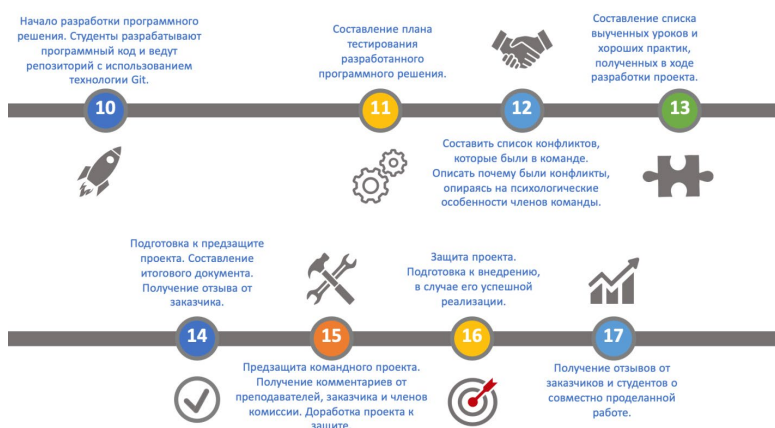 Начало разработки программного
решения. Студенты разрабатывают
программный код и ведут
репозиторий с использованием
технологии Git.
10
Составление плана
тестирования
разработанного
программного решения.
11
12
Составить список конфликтов,
которые были в команде.
Описать почему были конфликты,
опираясь на психологические
особенности членов команды.
Составление списка
выученных уроков и
хороших практик,
полученных в ходе
разработки проекта.
13
Подготовка к предзащите
проекта. Составление
итогового документа.
Получение отзыва от
заказчика.
14
15
Предзащита командного проекта.
Получение комментариев от
преподавателей, заказчика и членов
комиссии. Доработка проекта к
защите.
Защита проекта.
Подготовка к внедрению,
в случае его успешной
реализации.
16
17
Получение отзывов от
заказчиков и студентов о
совместно проделанной
работе.